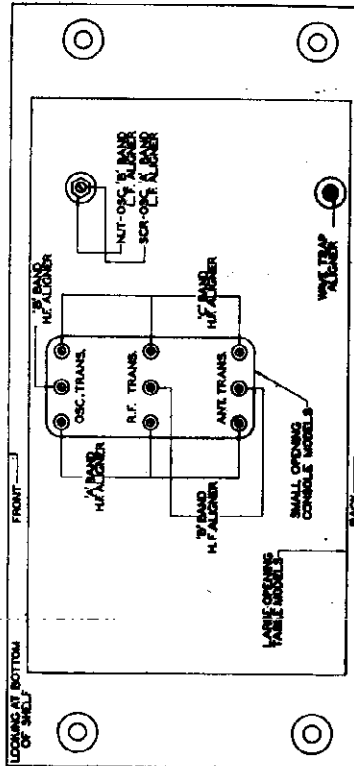 LOOKING AT BOTTOM
OF SHELF
FRONT
'B' BAND
H.F. ALIGNER
NUT-OSC. 'B' BAND
L.F. ALIGNER
SCR-OSC. 'A' BAND
L.F. ALIGNER
OSC. TRANS.
R.F. TRANS.
ANT. TRANS.
'A' BAND
H.F. ALIGNER
'C' BAND
H.F. ALIGNER
'B' BAND
H.F. ALIGNER
WAVE TRAP
ALIGNER
SMALL OPENING
CONSOLE MODELS
LARGE OPENING
TABLE MODELS
BACK